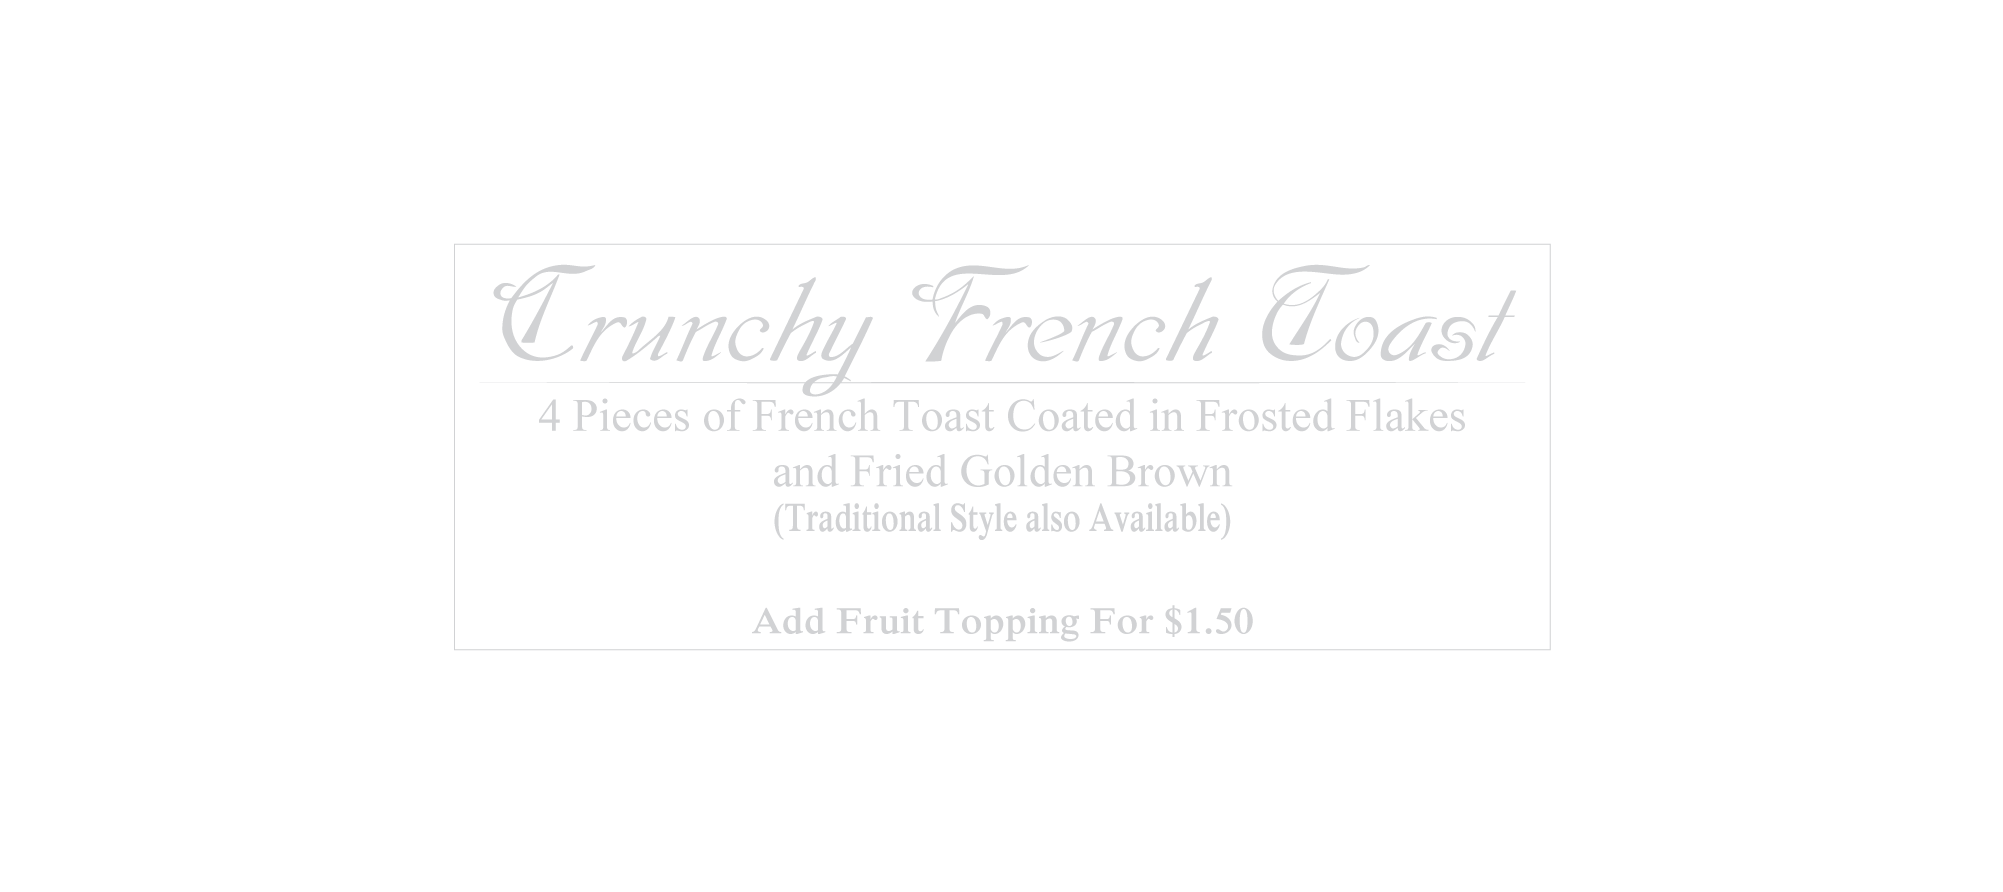 Crunchy French Toast
4 Pieces of French Toast Coated in Frosted Flakes
and Fried Golden Brown
(Traditional Style also Available)
Add Fruit Topping For $1.50